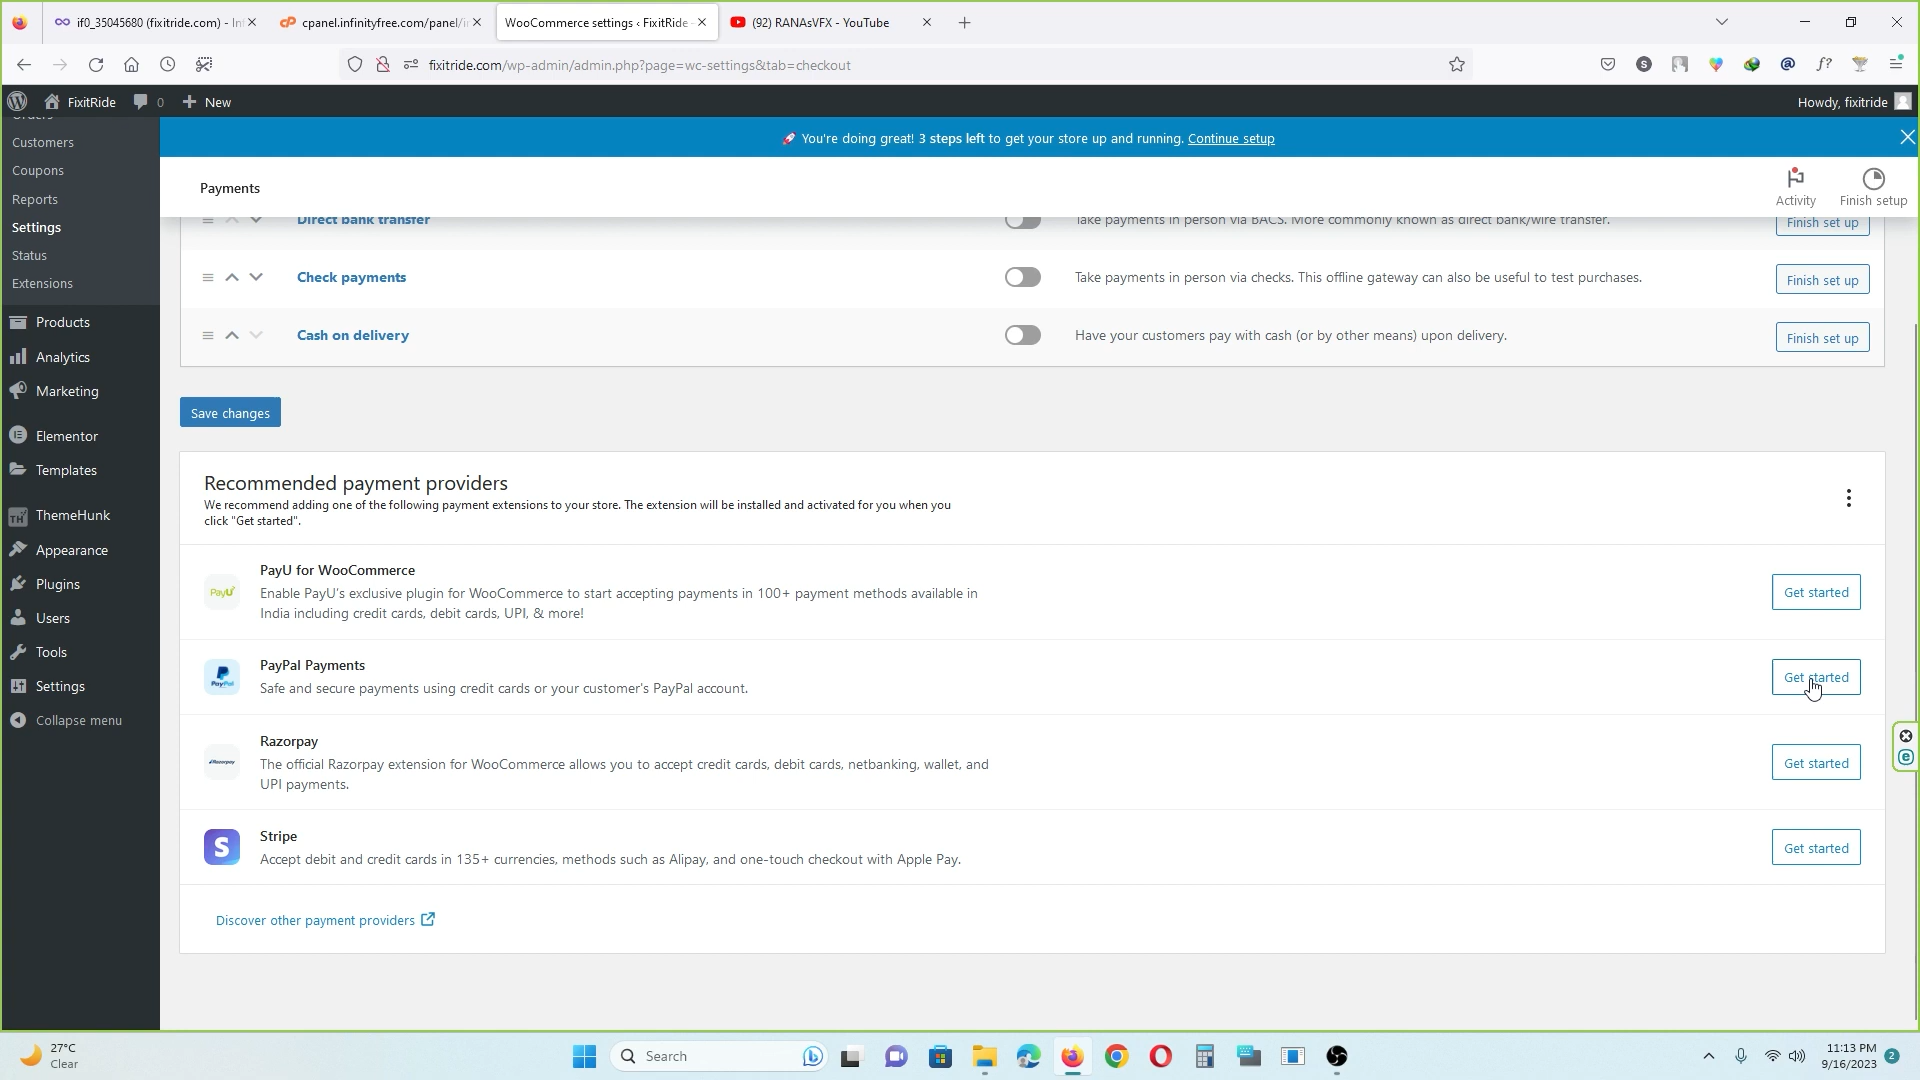 if0_35045680 (fixitride.com) - In
cpanel.infinityfree.com/panel/i
WooCommerce settings ‹ FixitRide -
(92) RANAsVFX - YouTube
fixitride.com/wp-admin/admin.php?page=wc-settings&tab=checkout
FixitRide
0
New
Howdy, fixitride
Orders
Customers
Coupons
Reports
Settings
Status
Extensions
Products
Analytics
Marketing
Elementor
Templates
ThemeHunk
Appearance
Plugins
Users
Tools
Settings
Collapse menu
🚀 You're doing great! 3 steps left to get your store up and running. Continue setup
Payments
Activity
Finish setup
Direct bank transfer
Take payments in person via BACS. More commonly known as direct bank/wire transfer.
Finish set up
Check payments
Take payments in person via checks. This offline gateway can also be useful to test purchases.
Finish set up
Cash on delivery
Have your customers pay with cash (or by other means) upon delivery.
Finish set up
Save changes
Recommended payment providers
We recommend adding one of the following payment extensions to your store. The extension will be installed and activated for you when you
click "Get started".
PayU
PayU for WooCommerce
Enable PayU's exclusive plugin for WooCommerce to start accepting payments in 100+ payment methods available in
India including credit cards, debit cards, UPI, & more!
Get started
PayPal
PayPal Payments
Safe and secure payments using credit cards or your customer's PayPal account.
Get started
Razorpay
Razorpay
The official Razorpay extension for WooCommerce allows you to accept credit cards, debit cards, netbanking, wallet, and
UPI payments.
Get started
S
Stripe
Accept debit and credit cards in 135+ currencies, methods such as Alipay, and one-touch checkout with Apple Pay.
Get started
Discover other payment providers
27°C
Clear
Search
11:13 PM
9/16/2023
2